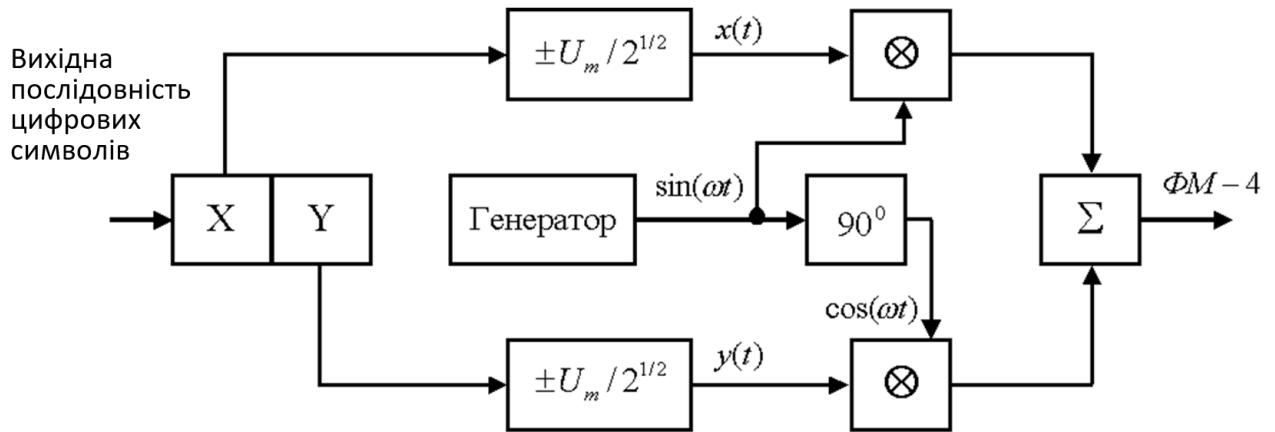 Вихідна
послідовність
цифрових
символів
X
Y
±U_m / 2^{1/2}
x(t)
⊗
Генератор
sin(ωt)
90⁰
cos(ωt)
±U_m / 2^{1/2}
y(t)
⊗
Σ
ФМ – 4